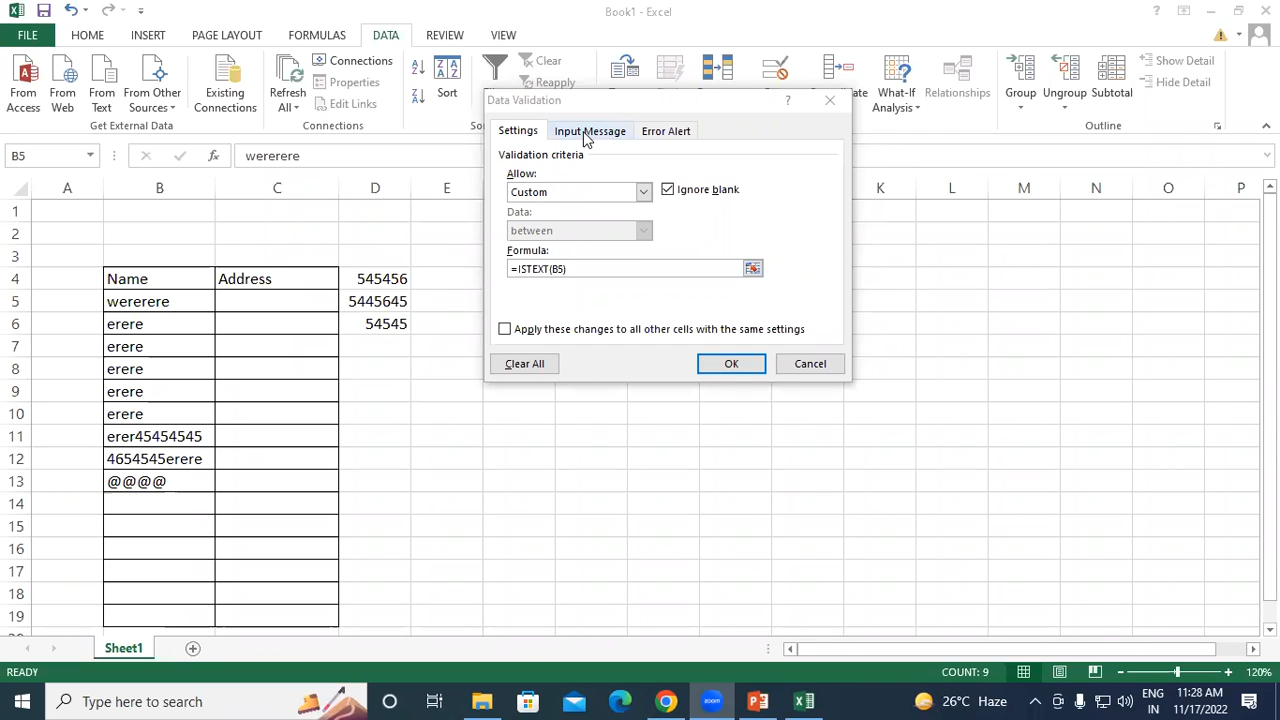 Book1 - Excel
FILE HOME INSERT PAGE LAYOUT FORMULAS DATA REVIEW VIEW
From Access
From Web
From Text
From Other Sources
Existing Connections
Get External Data
Refresh All
Connections
Properties
Edit Links
Connections
Sort
Clear
Reapply
What-If Analysis
Relationships
Group
Ungroup
Subtotal
Show Detail
Hide Detail
Outline
B5 wererere
A B C D E K L M N O P
1
2
3
4 Name Address 545456
5 wererere 5445645
6 erere 54545
7 erere
8 erere
9 erere
10 erere
11 erer45454545
12 4654545erere
13 @@@@
14
15
16
17
18
19
Data Validation
Settings Input Message Error Alert
Validation criteria
Allow:
Custom Ignore blank
Data:
between
Formula:
=ISTEXT(B5)
Apply these changes to all other cells with the same settings
Clear All OK Cancel
Sheet1
READY COUNT: 9 120%
Type here to search
zoom
26°C Haze
ENG IN
11:28 AM
11/17/2022